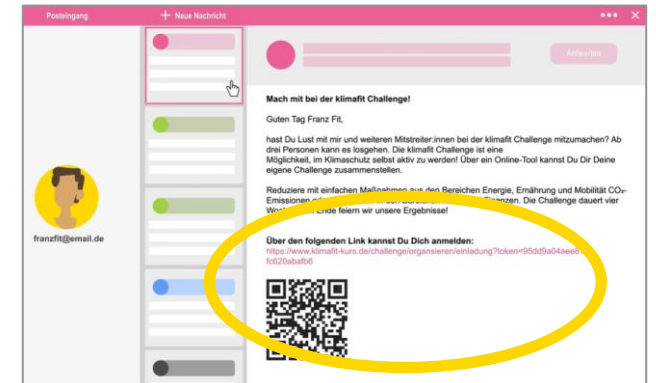 Posteingang
+ Neue Nachricht
Antworten
Mach mit bei der klimafit Challenge!
Guten Tag Franz Fit,
hast Du Lust mit mir und weiteren Mitstreiter:innen bei der klimafit Challenge mitzumachen? Ab
drei Personen kann es losgehen. Die klimafit Challenge ist eine
Möglichkeit, im Klimaschutz selbst aktiv zu werden! Über ein Online-Tool kannst Du Dir Deine
eigene Challenge zusammenstellen.
Reduziere mit einfachen Maßnahmen aus den Bereichen Energie, Ernährung und Mobilität CO₂-
Emissionen Finanzen. Die Challenge dauert vier
Ende feiern wir unsere Ergebnisse!
franzfit@email.de
Über den folgenden Link kannst Du Dich anmelden:
https://www.klimafit-kurs.de/challenge/organsieren/einladung?token=95dd9a04aee8
fc620abafb6